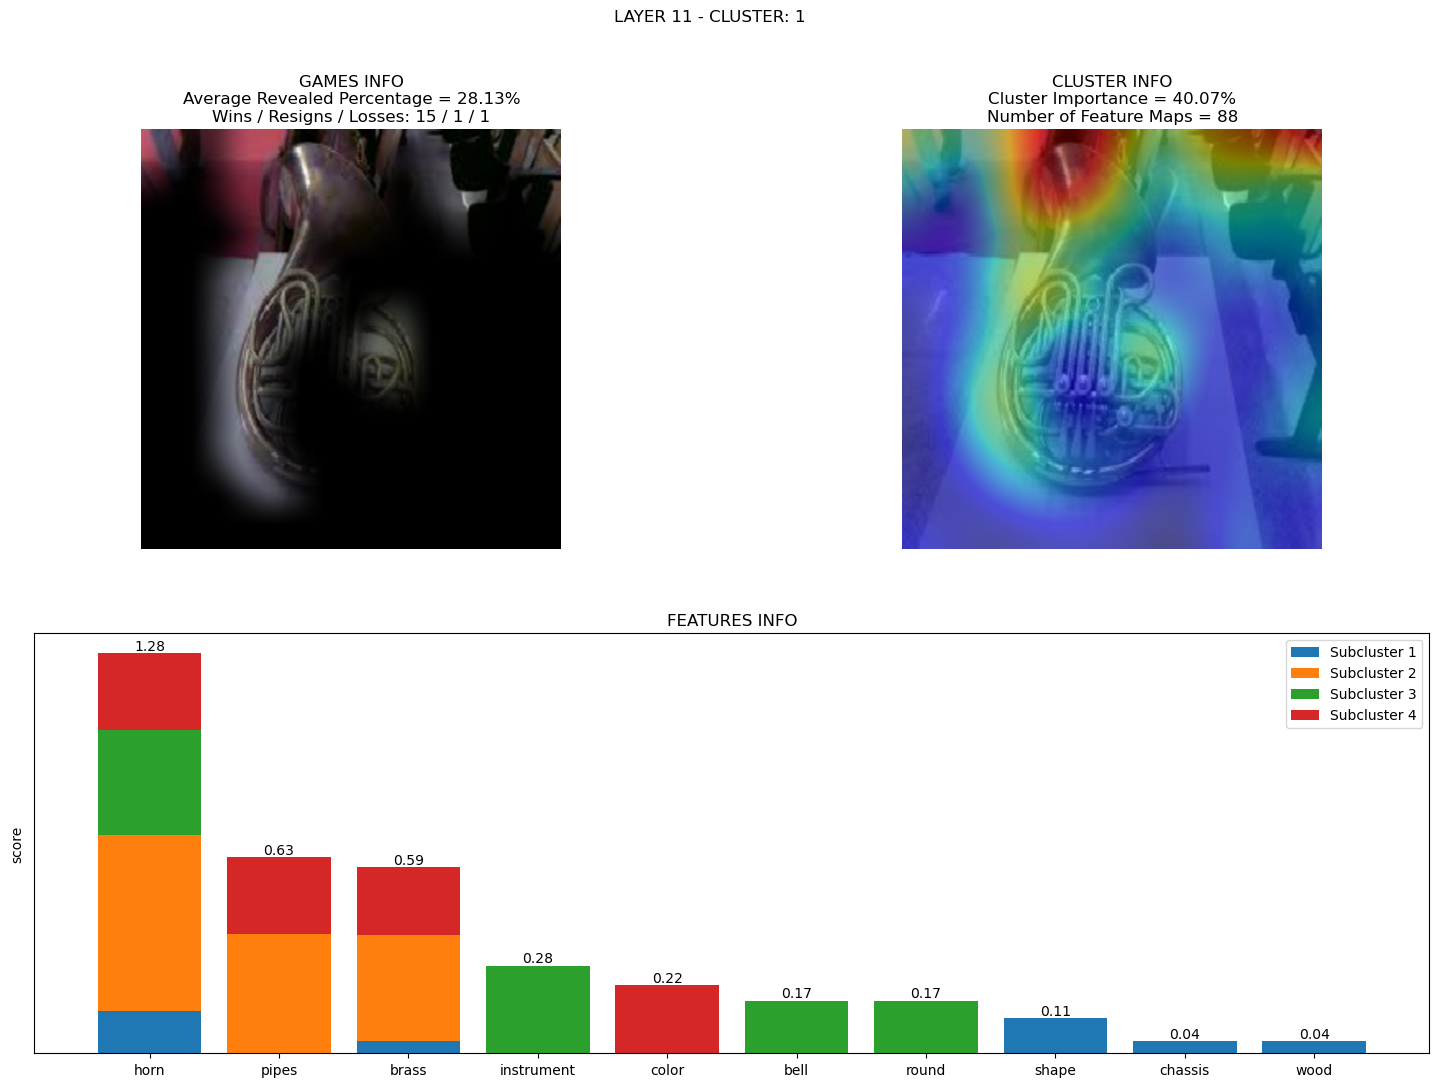 LAYER 11 - CLUSTER: 1
GAMES INFO
Average Revealed Percentage = 28.13%
Wins / Resigns / Losses: 15 / 1 / 1
CLUSTER INFO
Cluster Importance = 40.07%
Number of Feature Maps = 88
FEATURES INFO
score
1.28
0.63
0.59
0.28
0.22
0.17
0.17
0.11
0.04
0.04
Subcluster 1
Subcluster 2
Subcluster 3
Subcluster 4
horn
pipes
brass
instrument
color
bell
round
shape
chassis
wood